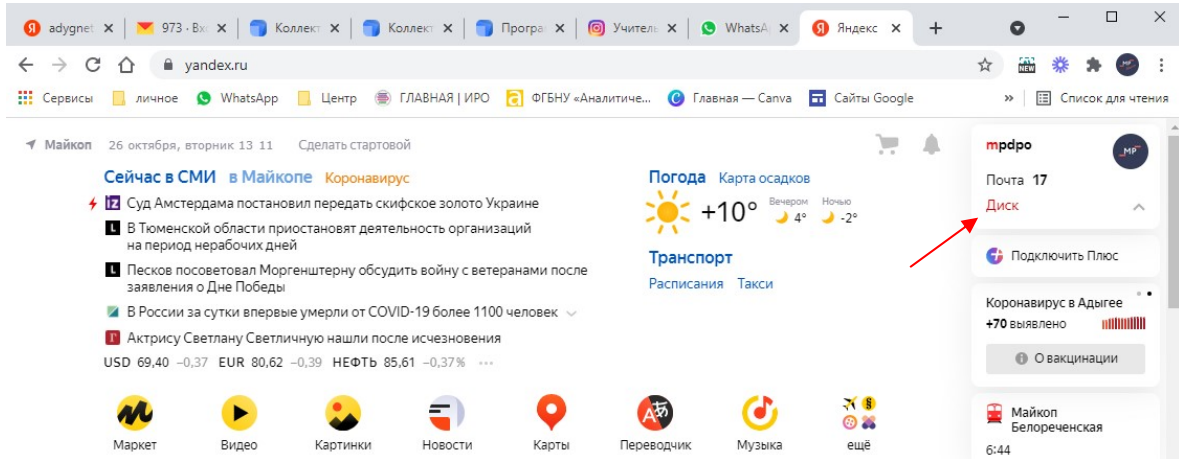 adygnet
973 · Вх
Коллект
Коллект
Програ
Учитель
WhatsA
Яндекс
yandex.ru
NEW
Сервисы личное WhatsApp Центр ГЛАВНАЯ | ИРО ФГБНУ «Аналитиче... Главная — Canva Сайты Google » Список для чтения
Майкоп 26 октября, вторник 13 11 Сделать стартовой
Сейчас в СМИ в Майкопе Коронавирус
Суд Амстердама постановил передать скифское золото Украине
В Тюменской области приостановят деятельность организаций
на период нерабочих дней
Песков посоветовал Моргенштерну обсудить войну с ветеранами после
заявления о Дне Победы
В России за сутки впервые умерли от COVID-19 более 1100 человек
Актрису Светлану Светличную нашли после исчезновения
USD 69,40 −0,37 EUR 80,62 −0,39 НЕФТЬ 85,61 −0,37% ···
Погода Карта осадков
+10° Вечером 4° Ночью -2°
Транспорт
Расписания Такси
mpdpo
MP
Почта 17
Диск
Подключить Плюс
Коронавирус в Адыгее
+70 выявлено
О вакцинации
Майкоп
Белореченская
6:44
Маркет Видео Картинки Новости Карты Переводчик Музыка ещё